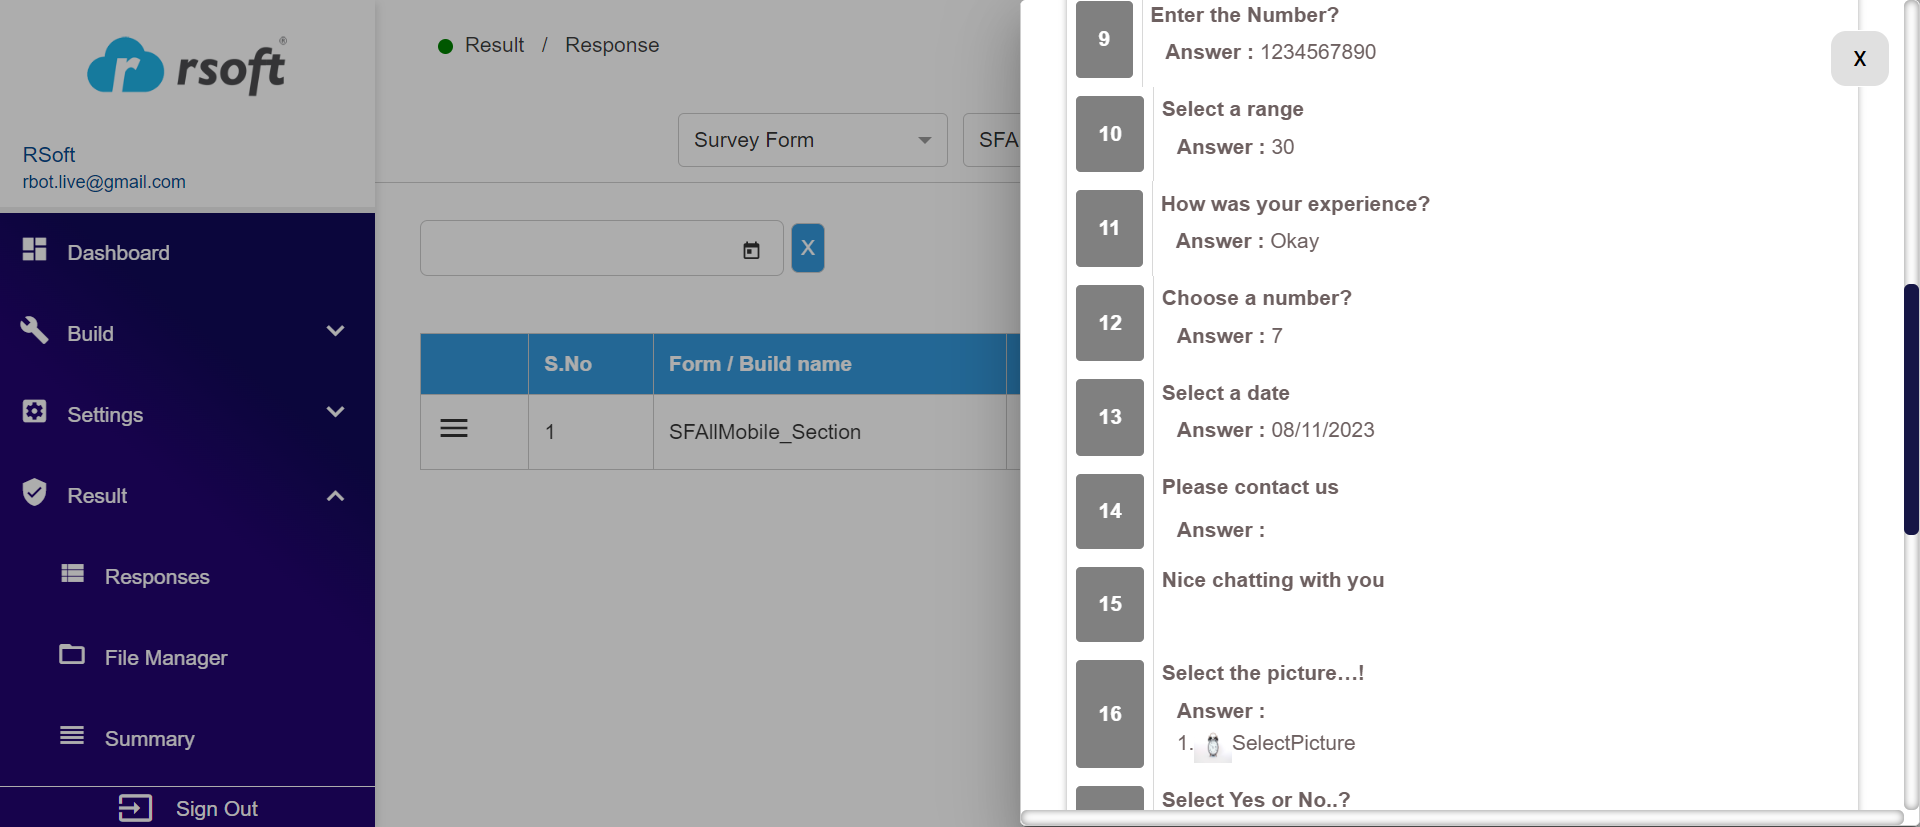 rsoft
®
RSoft
rbot.live@gmail.com
Dashboard
Build
Settings
Result
Responses
File Manager
Summary
Sign Out
Result / Response
Survey Form
SFA
X
S.No
Form / Build name
1
SFAllMobile_Section
X
9
Enter the Number?
Answer : 1234567890
10
Select a range
Answer : 30
11
How was your experience?
Answer : Okay
12
Choose a number?
Answer : 7
13
Select a date
Answer : 08/11/2023
14
Please contact us
Answer :
15
Nice chatting with you
16
Select the picture...!
Answer :
1. SelectPicture
Select Yes or No..?